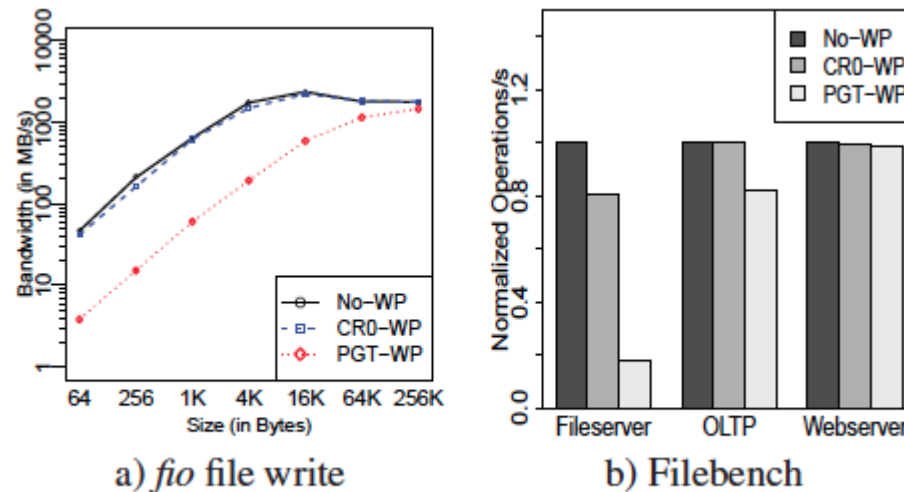 10000
1000
100
10
1
Bandwidth (in MB/s)
No-WP
CR0-WP
PGT-WP
64 256 1K 4K 16K 64K 256K
Size (in Bytes)
a) fio file write
1.2
0.8
0.4
0.0
Normalized Operations/s
No-WP
CR0-WP
PGT-WP
Fileserver OLTP Webserver
b) Filebench